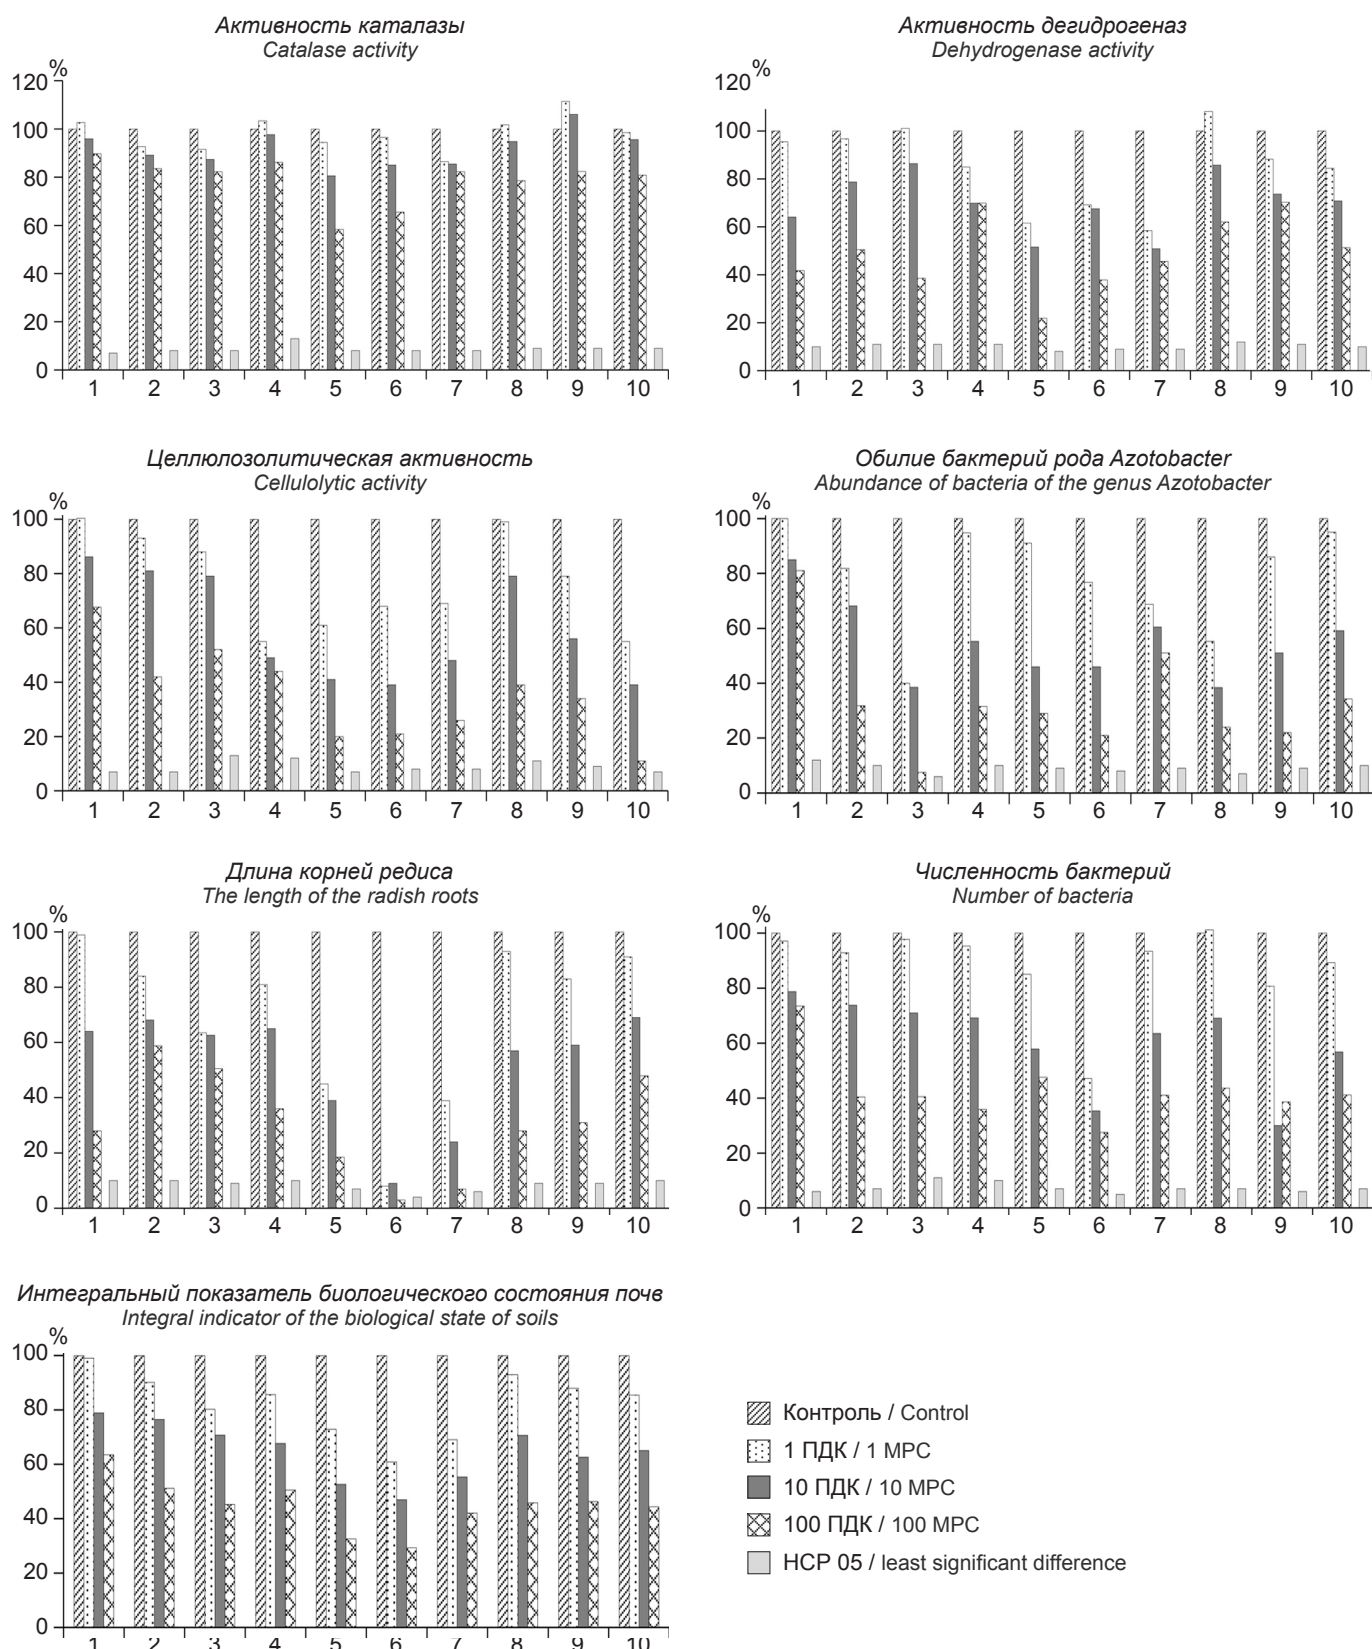 Активность каталазы
Catalase activity
%
120
100
80
60
40
20
0
1 2 3 4 5 6 7 8 9 10
Активность дегидрогеназ
Dehydrogenase activity
%
120
100
80
60
40
20
0
1 2 3 4 5 6 7 8 9 10
Целлюлозолитическая активность
Cellulolytic activity
%
100
80
60
40
20
0
1 2 3 4 5 6 7 8 9 10
Обилие бактерий рода Azotobacter
Abundance of bacteria of the genus Azotobacter
%
100
80
60
40
20
0
1 2 3 4 5 6 7 8 9 10
Длина корней редиса
The length of the radish roots
%
100
80
60
40
20
0
1 2 3 4 5 6 7 8 9 10
Численность бактерий
Number of bacteria
%
100
80
60
40
20
0
1 2 3 4 5 6 7 8 9 10
Интегральный показатель биологического состояния почв
Integral indicator of the biological state of soils
%
100
80
60
40
20
0
1 2 3 4 5 6 7 8 9 10
Контроль / Control
1 ПДК / 1 MPC
10 ПДК / 10 MPC
100 ПДК / 100 MPC
НСР 05 / least significant difference